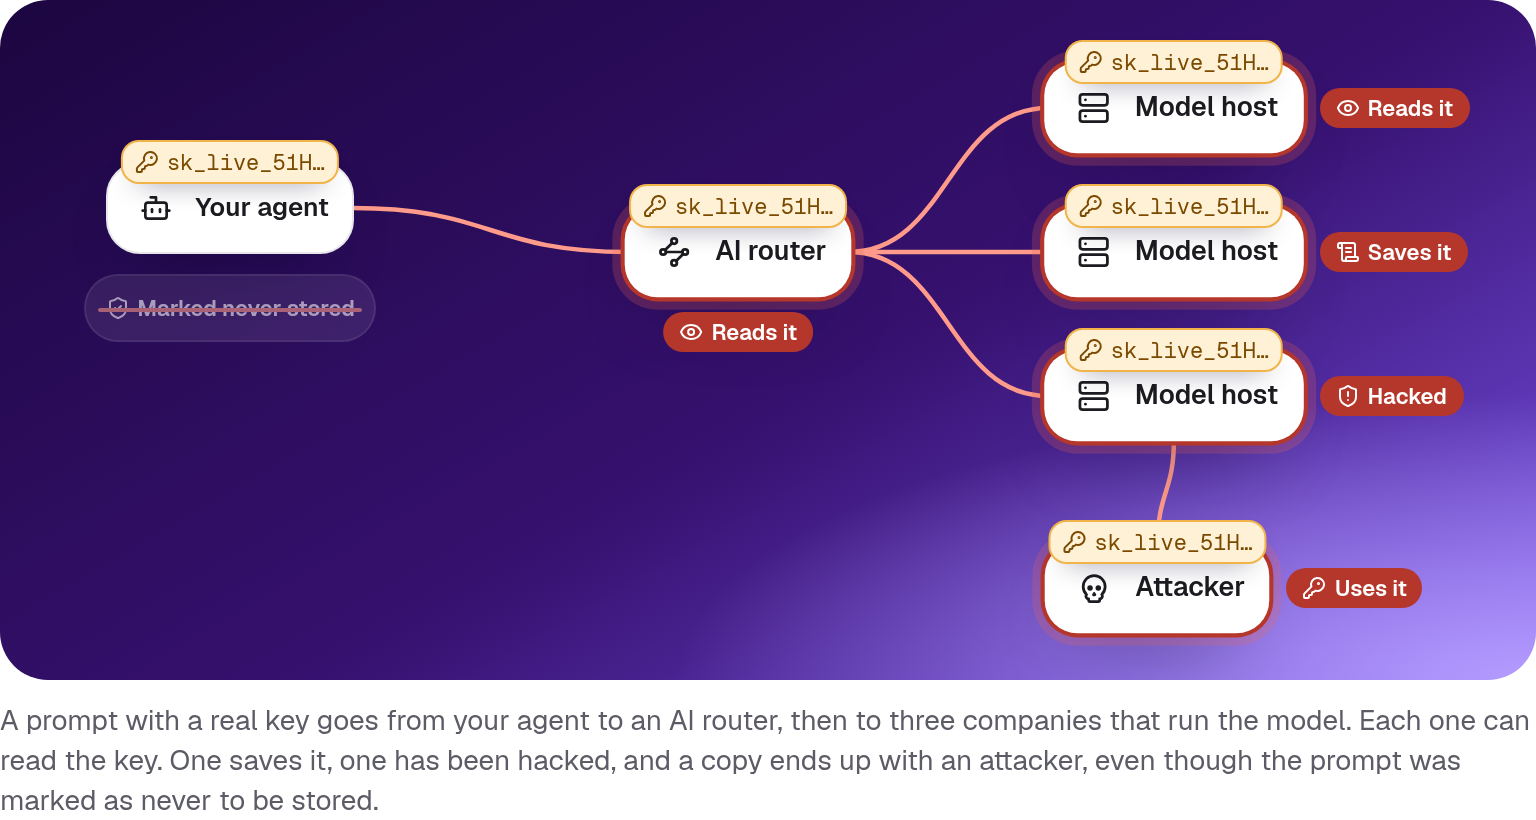 sk_live_51H…
Your agent
Marked never stored
sk_live_51H…
AI router
Reads it
sk_live_51H…
Model host
Reads it
sk_live_51H…
Model host
Saves it
sk_live_51H…
Model host
Hacked
sk_live_51H…
Attacker
Uses it
A prompt with a real key goes from your agent to an AI router, then to three companies that run the model. Each one can
read the key. One saves it, one has been hacked, and a copy ends up with an attacker, even though the prompt was
marked as never to be stored.